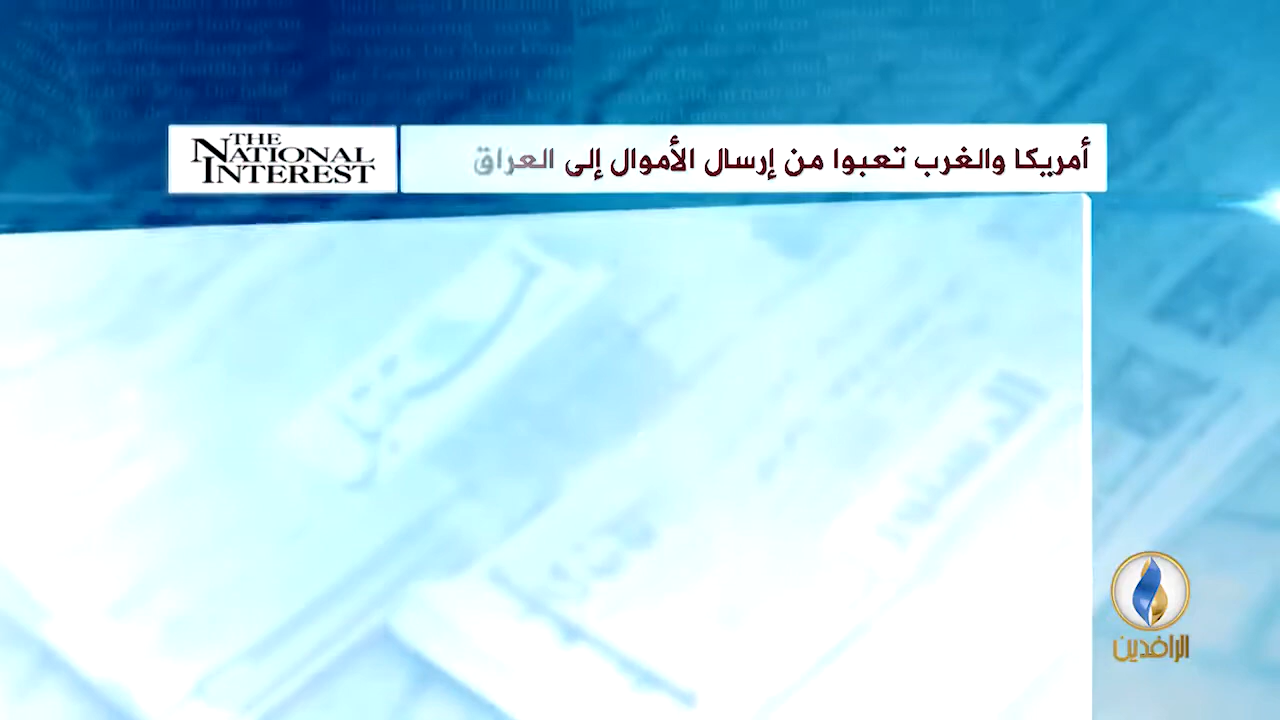 THE
NATIONAL
INTEREST
أمريكا والغرب تعبوا من إرسال الأموال إلى العراق
الرافدين